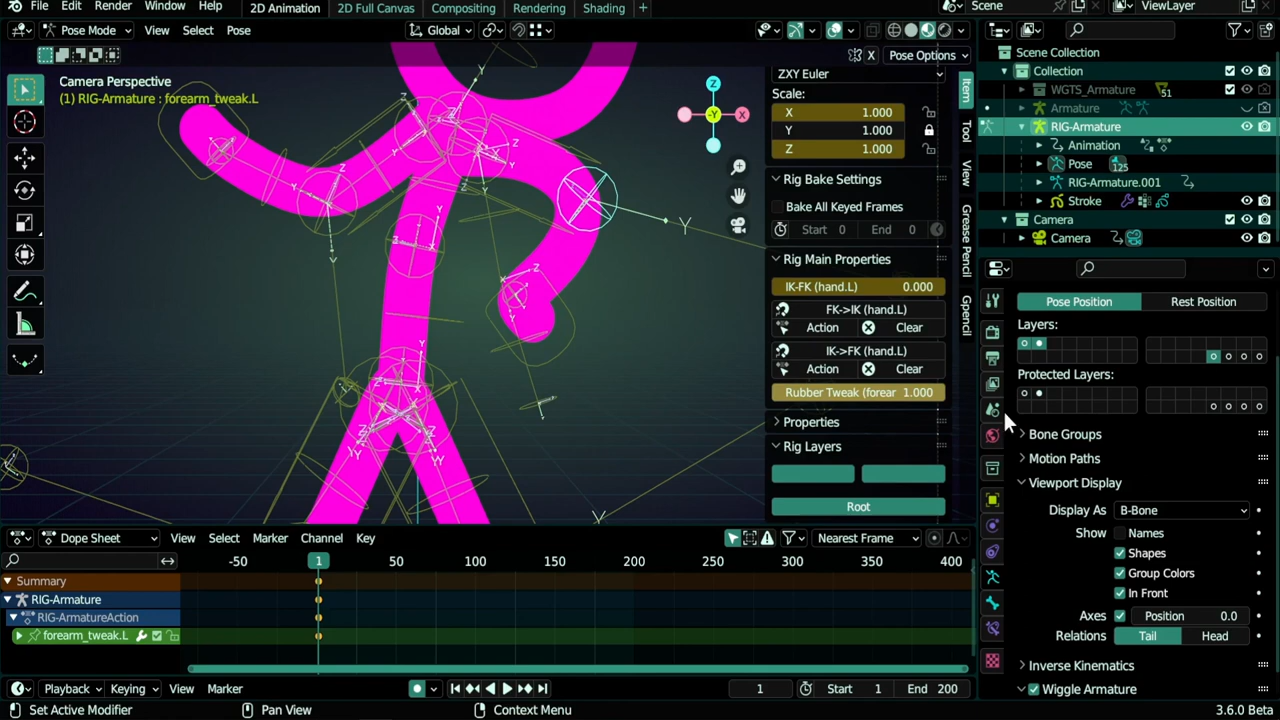 File Edit Render Window Help 2D Animation 2D Full Canvas Compositing Rendering Shading + Scene ViewLayer
Pose Mode View Select Pose Global
X Pose Options
Camera Perspective
(1) RIG-Armature : forearm_tweak.L
Z
-Y
X
ZXY Euler
Scale:
X 1.000
Y 1.000
Z 1.000
Rig Bake Settings
Bake All Keyed Frames
Start 0 End 0
Rig Main Properties
IK-FK (hand.L) 0.000
FK->IK (hand.L)
Action Clear
IK->FK (hand.L)
Action Clear
Rubber Tweak (forear 1.000
Properties
Rig Layers
Root
Item
Tool
View
Grease Pencil
Gpencil
Scene Collection
Collection
WGTS_Armature 51
Armature
RIG-Armature
Animation
Pose 125
RIG-Armature.001
Stroke
Camera
Camera
Pose Position Rest Position
Layers:
Protected Layers:
Bone Groups
Motion Paths
Viewport Display
Display As B-Bone
Show Names
Shapes
Group Colors
In Front
Axes Position 0.0
Relations Tail Head
Inverse Kinematics
Wiggle Armature
Dope Sheet View Select Marker Channel Key Nearest Frame
-50 1 50 100 150 200 250 300 350 400
Summary
RIG-Armature
RIG-ArmatureAction
forearm_tweak.L
Playback Keying View Marker 1 Start 1 End 200
Set Active Modifier Pan View Context Menu 3.6.0 Beta